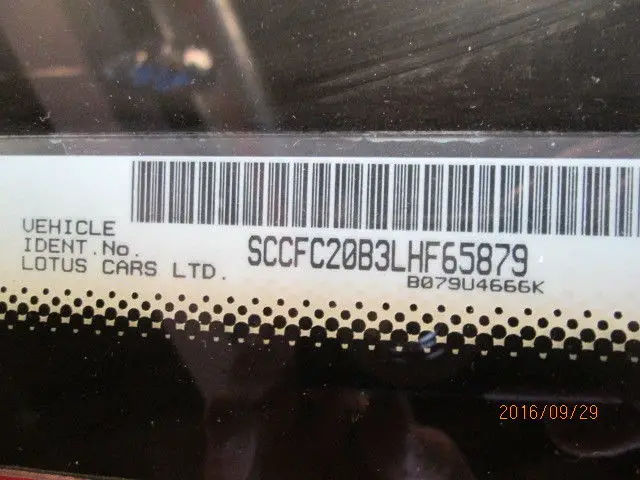 VEHICLE
IDENT.No.
LOTUS CARS LTD.
SCCFC20B3LHF65879
B079U4666K
2016/09/29